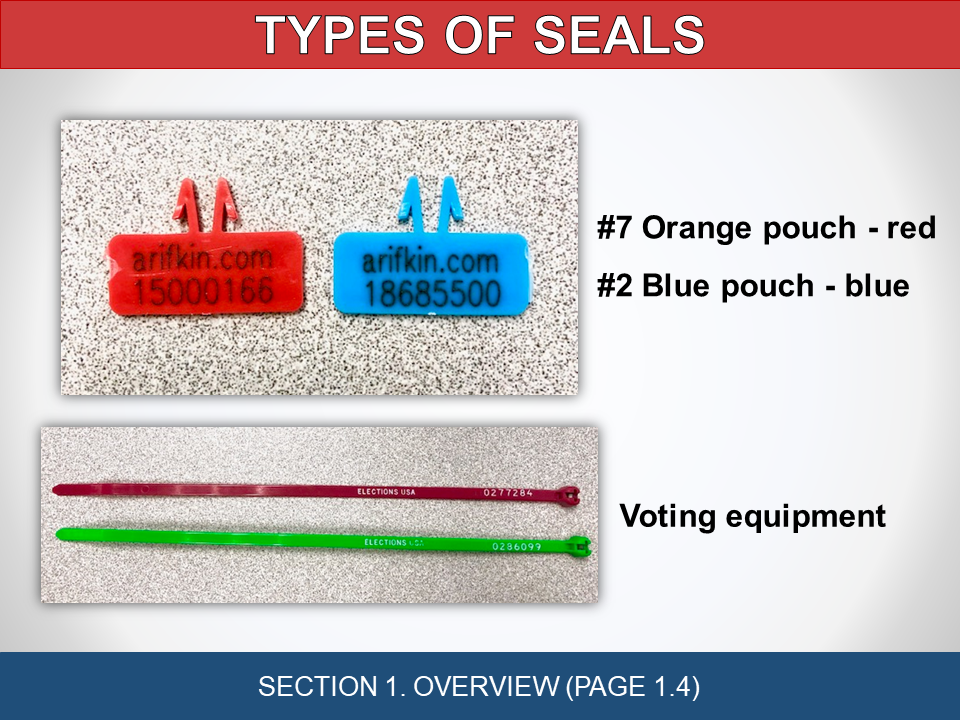 TYPES OF SEALS
arifkin.com
15000166
arifkin.com
18685500
#7 Orange pouch - red
#2 Blue pouch - blue
ELECTIONS USA 0277284
ELECTIONS USA 0286099
Voting equipment
SECTION 1. OVERVIEW (PAGE 1.4)